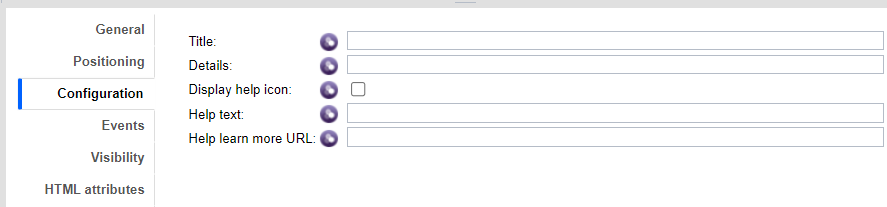 General
Positioning
Configuration
Events
Visibility
HTML attributes
Title:
Details:
Display help icon:
Help text:
Help learn more URL: